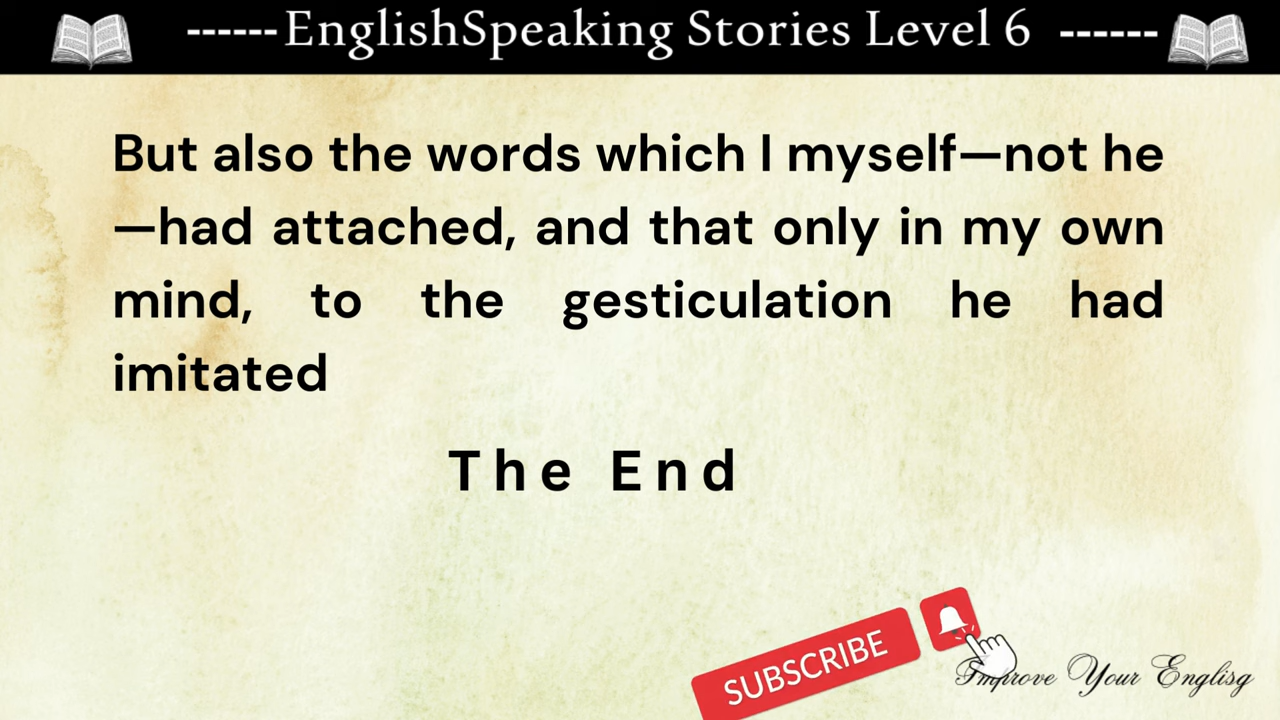 ------EnglishSpeaking Stories Level 6 ------
But also the words which I myself—not he
—had attached, and that only in my own
mind, to the gesticulation he had
imitated
The End
SUBSCRIBE
Improve Your Englisg